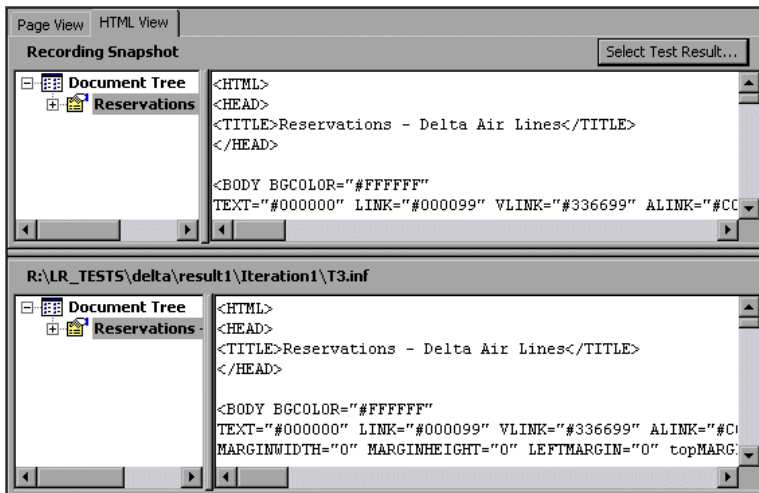 Page View HTML View
Recording Snapshot Select Test Result...
Document Tree
Reservations
<HTML>
<HEAD>
<TITLE>Reservations - Delta Air Lines</TITLE>
</HEAD>
<BODY BGCOLOR="#FFFFFF"
TEXT="#000000" LINK="#000099" VLINK="#336699" ALINK="#CC
R:\LR_TESTS\delta\result1\Iteration1\T3.inf
Document Tree
Reservations -
<HTML>
<HEAD>
<TITLE>Reservations - Delta Air Lines</TITLE>
</HEAD>
<BODY BGCOLOR="#FFFFFF"
TEXT="#000000" LINK="#000099" VLINK="#336699" ALINK="#C
MARGINWIDTH="0" MARGINHEIGHT="0" LEFTMARGIN="0" topMARG